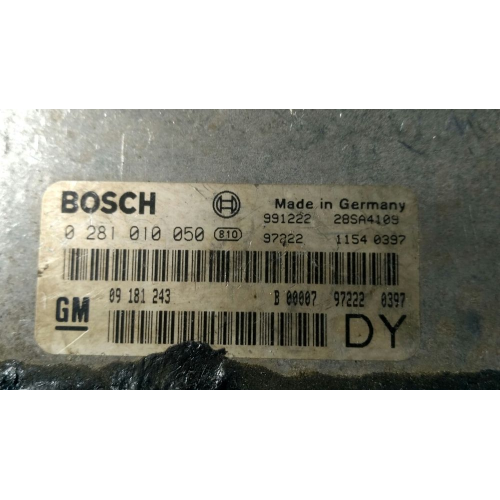 BOSCH Made in Germany
991222 28SA4109
0 281 010 050 810 97222 1154 0397
09 181 243 B 00007 97222 0397
GM DY